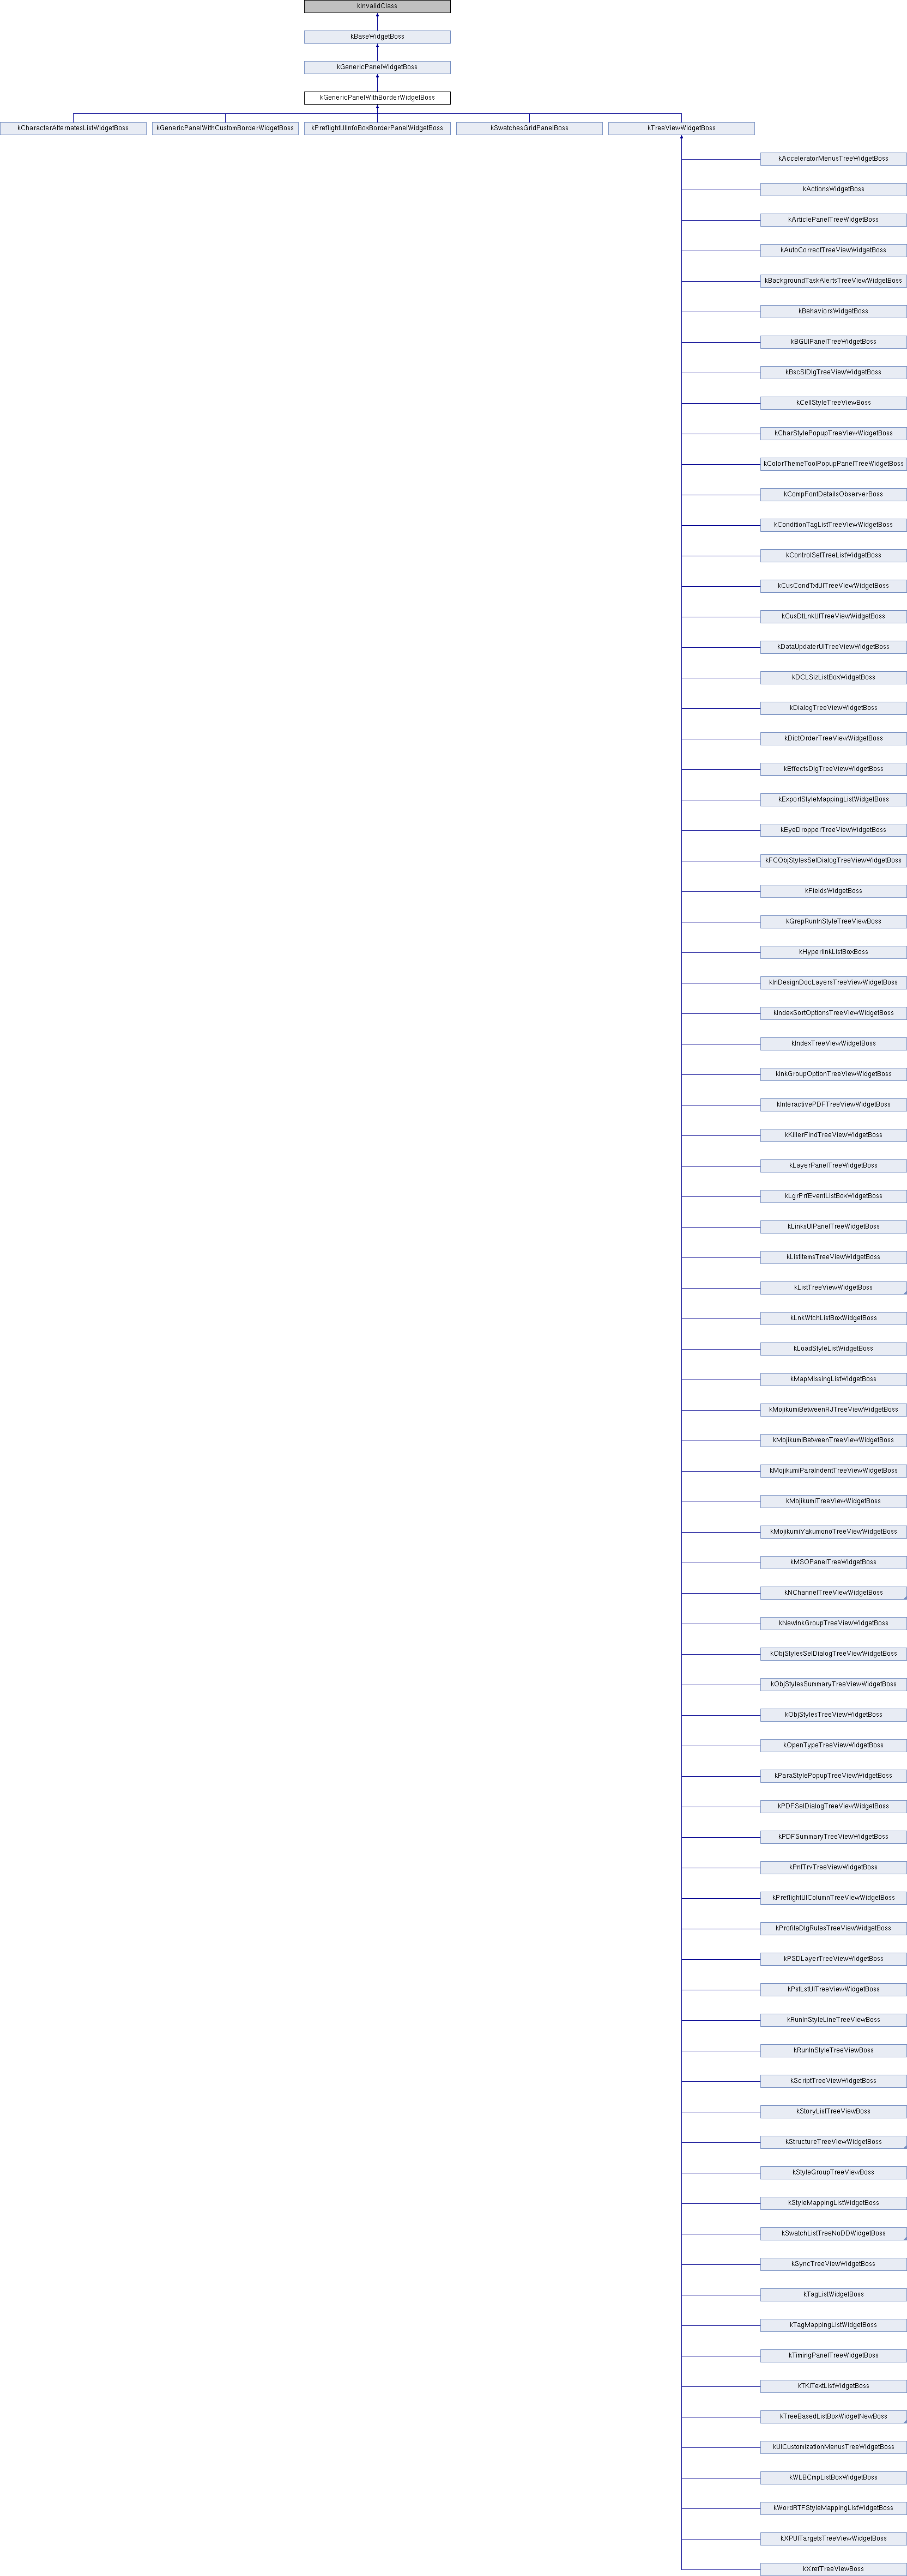 kInvalidClass
kBaseWidgetBoss
kGenericPanelWidgetBoss
kGenericPanelWithBorderWidgetBoss
kCharacterAlternatesListWidgetBoss kGenericPanelWithCustomBorderWidgetBoss kPreflightUIInfoBoxBorderPanelWidgetBoss kSwatchesGridPanelBoss kTreeViewWidgetBoss
kAcceleratorMenusTreeWidgetBoss
kActionsWidgetBoss
kArticlePanelTreeWidgetBoss
kAutoCorrectTreeViewWidgetBoss
kBackgroundTaskAlertsTreeViewWidgetBoss
kBehaviorsWidgetBoss
kBGUIPanelTreeWidgetBoss
kBscSlDlgTreeViewWidgetBoss
kCellStyleTreeViewBoss
kCharStylePopupTreeViewWidgetBoss
kColorThemeToolPopupPanelTreeWidgetBoss
kCompFontDetailsObserverBoss
kConditionTagListTreeViewWidgetBoss
kControlSetTreeListWidgetBoss
kCusCondTxtUITreeViewWidgetBoss
kCusDtLnkUITreeViewWidgetBoss
kDataUpdaterUITreeViewWidgetBoss
kDCLSizListBoxWidgetBoss
kDialogTreeViewWidgetBoss
kDictOrderTreeViewWidgetBoss
kEffectsDlgTreeViewWidgetBoss
kExportStyleMappingListWidgetBoss
kEyeDropperTreeViewWidgetBoss
kFCObjStylesSelDialogTreeViewWidgetBoss
kFieldsWidgetBoss
kGrepRunInStyleTreeViewBoss
kHyperlinkListBoxBoss
kInDesignDocLayersTreeViewWidgetBoss
kIndexSortOptionsTreeViewWidgetBoss
kIndexTreeViewWidgetBoss
kInkGroupOptionTreeViewWidgetBoss
kInteractivePDFTreeViewWidgetBoss
kKillerFindTreeViewWidgetBoss
kLayerPanelTreeWidgetBoss
kLgrPrfEventListBoxWidgetBoss
kLinksUIPanelTreeWidgetBoss
kListItemsTreeViewWidgetBoss
kListTreeViewWidgetBoss
kLnkWtchListBoxWidgetBoss
kLoadStyleListWidgetBoss
kMapMissingListWidgetBoss
kMojikumiBetweenRJTreeViewWidgetBoss
kMojikumiBetweenTreeViewWidgetBoss
kMojikumiParaIndentTreeViewWidgetBoss
kMojikumiTreeViewWidgetBoss
kMojikumiYakumonoTreeViewWidgetBoss
kMSOPanelTreeWidgetBoss
kNChannelTreeViewWidgetBoss
kNewInkGroupTreeViewWidgetBoss
kObjStylesSelDialogTreeViewWidgetBoss
kObjStylesSummaryTreeViewWidgetBoss
kObjStylesTreeViewWidgetBoss
kOpenTypeTreeViewWidgetBoss
kParaStylePopupTreeViewWidgetBoss
kPDFSelDialogTreeViewWidgetBoss
kPDFSummaryTreeViewWidgetBoss
kPnlTrvTreeViewWidgetBoss
kPreflightUIColumnTreeViewWidgetBoss
kProfileDlgRulesTreeViewWidgetBoss
kPSDLayerTreeViewWidgetBoss
kPstLstUITreeViewWidgetBoss
kRunInStyleLineTreeViewBoss
kRunInStyleTreeViewBoss
kScriptTreeViewWidgetBoss
kStoryListTreeViewBoss
kStructureTreeViewWidgetBoss
kStyleGroupTreeViewBoss
kStyleMappingListWidgetBoss
kSwatchListTreeNoDDWidgetBoss
kSyncTreeViewWidgetBoss
kTagListWidgetBoss
kTagMappingListWidgetBoss
kTimingPanelTreeWidgetBoss
kTKITextListWidgetBoss
kTreeBasedListBoxWidgetNewBoss
kUICustomizationMenusTreeWidgetBoss
kWLBCmpListBoxWidgetBoss
kWordRTFStyleMappingListWidgetBoss
kXPUITargetsTreeViewWidgetBoss
kXrefTreeViewBoss